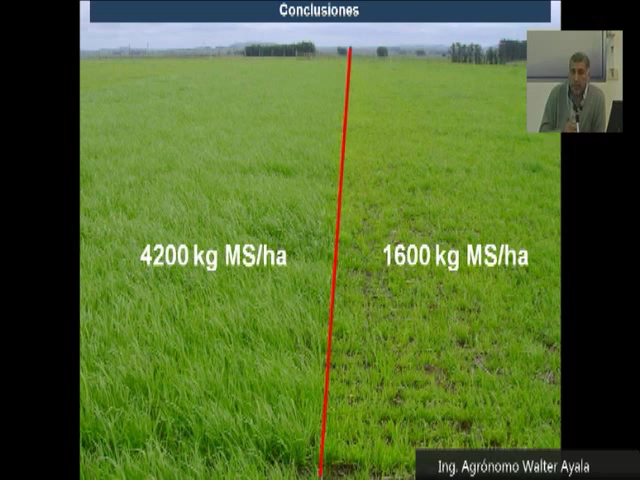 Conclusiones
4200 kg MS/ha
1600 kg MS/ha
Ing. Agrónomo Walter Ayala